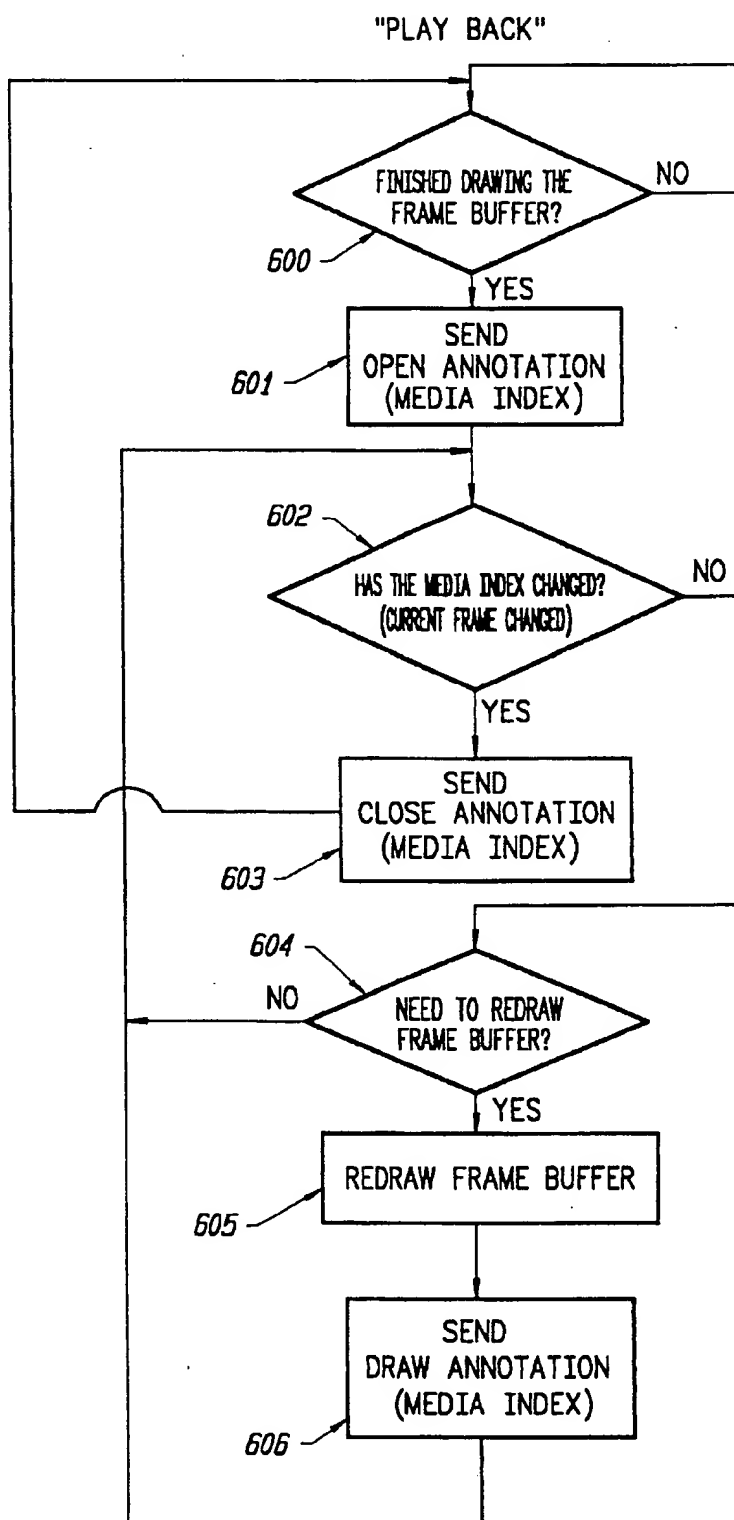 "PLAY BACK"
FINISHED DRAWING THE
FRAME BUFFER?
NO
600
YES
SEND
OPEN ANNOTATION
(MEDIA INDEX)
601
602
HAS THE MEDIA INDEX CHANGED?
(CURRENT FRAME CHANGED)
NO
YES
SEND
CLOSE ANNOTATION
(MEDIA INDEX)
603
604
NO
NEED TO REDRAW
FRAME BUFFER?
YES
REDRAW FRAME BUFFER
605
SEND
DRAW ANNOTATION
(MEDIA INDEX)
606